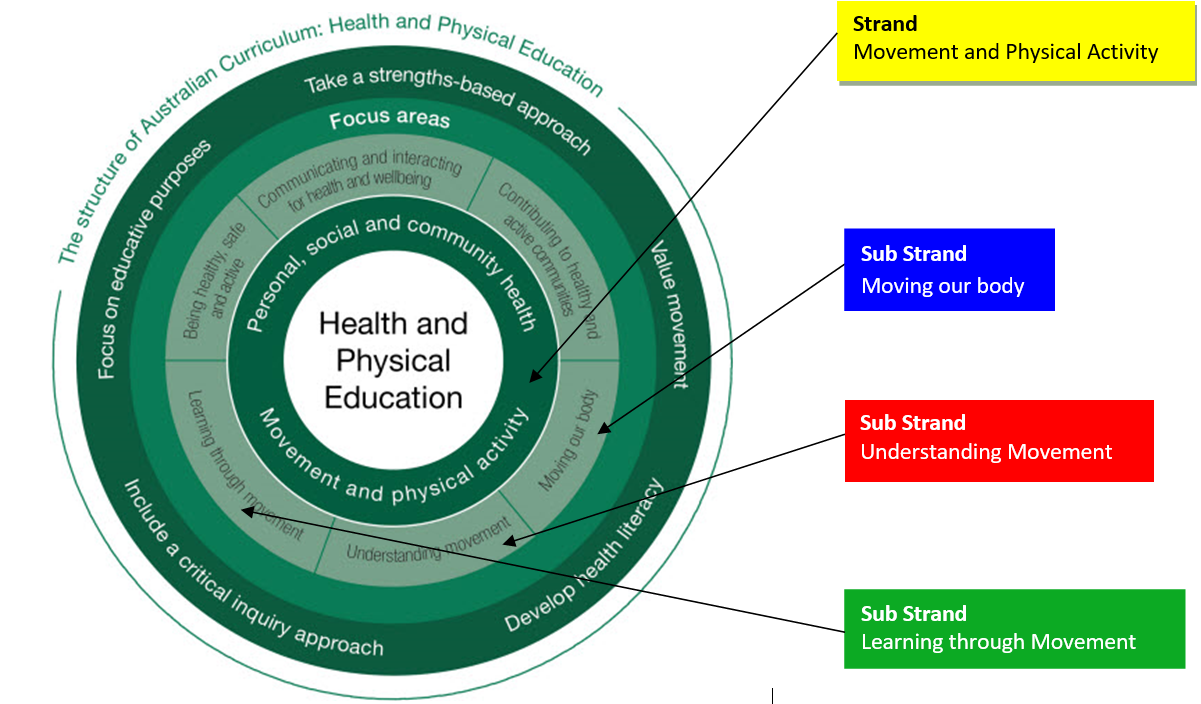 The structure of Australian Curriculum: Health and Physical Education
Take a strengths-based approach
Focus on educative purposes
Value movement
Include a critical inquiry approach
Develop health literacy
Focus areas
Being healthy, safe
and active
Communicating and interacting
for health and wellbeing
Contributing to healthy and
active communities
Moving our body
Understanding movement
Learning through movement
Personal, social and community health
Movement and physical activity
Health and
Physical
Education
Strand
Movement and Physical Activity
Sub Strand
Moving our body
Sub Strand
Understanding Movement
Sub Strand
Learning through Movement